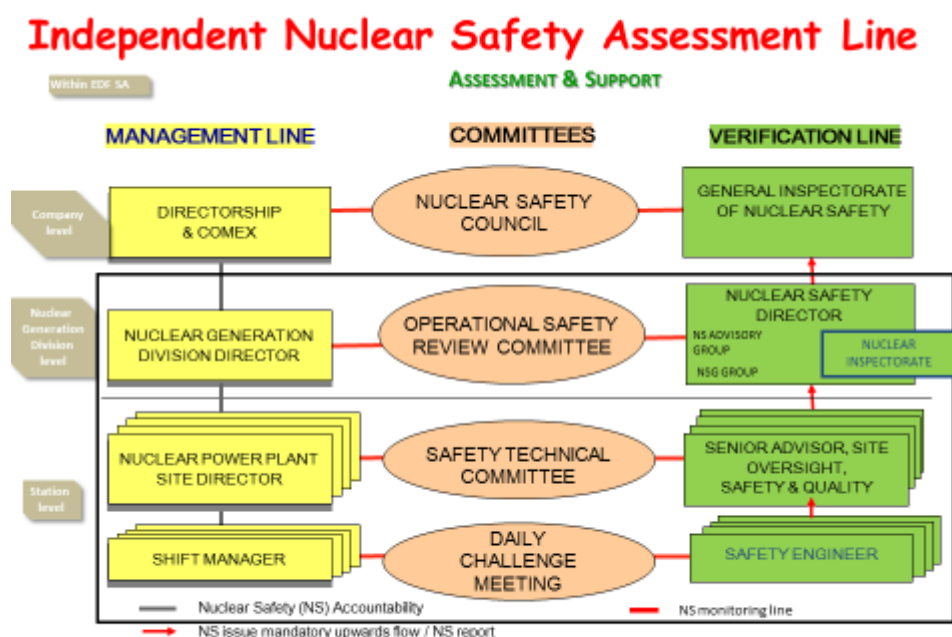 Independent Nuclear Safety Assessment Line
Within EDF SA
ASSESSMENT & SUPPORT
MANAGEMENT LINE
COMMITTEES
VERIFICATION LINE
Company
level
DIRECTORSHIP
& COMEX
NUCLEAR SAFETY
COUNCIL
GENERAL INSPECTORATE
OF NUCLEAR SAFETY
Nuclear
Generation
Division
level
NUCLEAR GENERATION
DIVISION DIRECTOR
OPERATIONAL SAFETY
REVIEW COMMITTEE
NUCLEAR SAFETY
DIRECTOR
NS ADVISORY
GROUP
NSG GROUP
NUCLEAR
INSPECTORATE
Station
level
NUCLEAR POWER PLANT
SITE DIRECTOR
SAFETY TECHNICAL
COMMITTEE
SENIOR ADVISOR, SITE
OVERSIGHT,
SAFETY & QUALITY
SHIFT MANAGER
DAILY
CHALLENGE
MEETING
SAFETY ENGINEER
Nuclear Safety (NS) Accountability
NS monitoring line
NS issue mandatory upwards flow / NS report